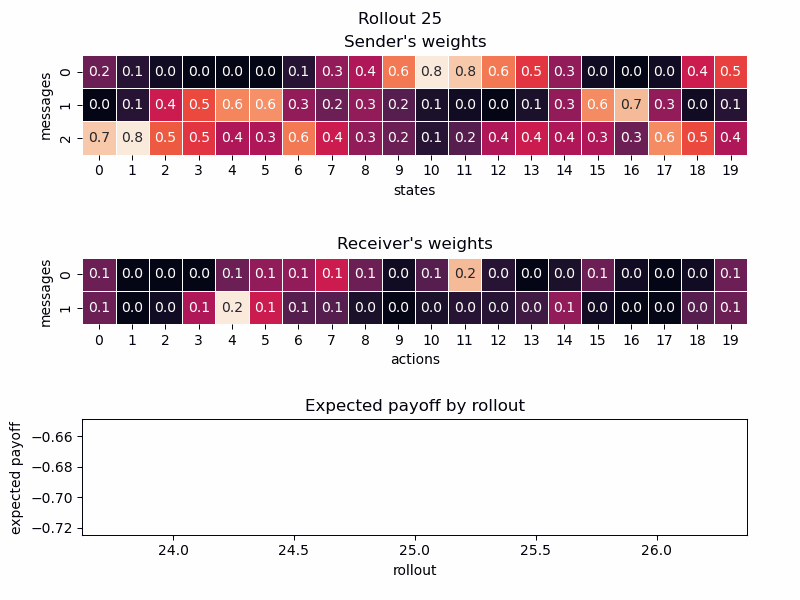 Rollout 25
Sender's weights
messages
0 0.2 0.1 0.0 0.0 0.0 0.0 0.1 0.3 0.4 0.6 0.8 0.8 0.6 0.5 0.3 0.0 0.0 0.0 0.4 0.5
1 0.0 0.1 0.4 0.5 0.6 0.6 0.3 0.2 0.3 0.2 0.1 0.0 0.0 0.1 0.3 0.6 0.7 0.3 0.0 0.1
2 0.7 0.8 0.5 0.5 0.4 0.3 0.6 0.4 0.3 0.2 0.1 0.2 0.4 0.4 0.4 0.3 0.3 0.6 0.5 0.4
0 1 2 3 4 5 6 7 8 9 10 11 12 13 14 15 16 17 18 19
states
Receiver's weights
messages
0 0.1 0.0 0.0 0.0 0.1 0.1 0.1 0.1 0.1 0.0 0.1 0.2 0.0 0.0 0.0 0.1 0.0 0.0 0.0 0.1
1 0.1 0.0 0.0 0.1 0.2 0.1 0.1 0.1 0.0 0.0 0.0 0.0 0.0 0.0 0.1 0.0 0.0 0.0 0.0 0.1
0 1 2 3 4 5 6 7 8 9 10 11 12 13 14 15 16 17 18 19
actions
Expected payoff by rollout
expected payoff
−0.66
−0.68
−0.70
−0.72
24.0 24.5 25.0 25.5 26.0
rollout